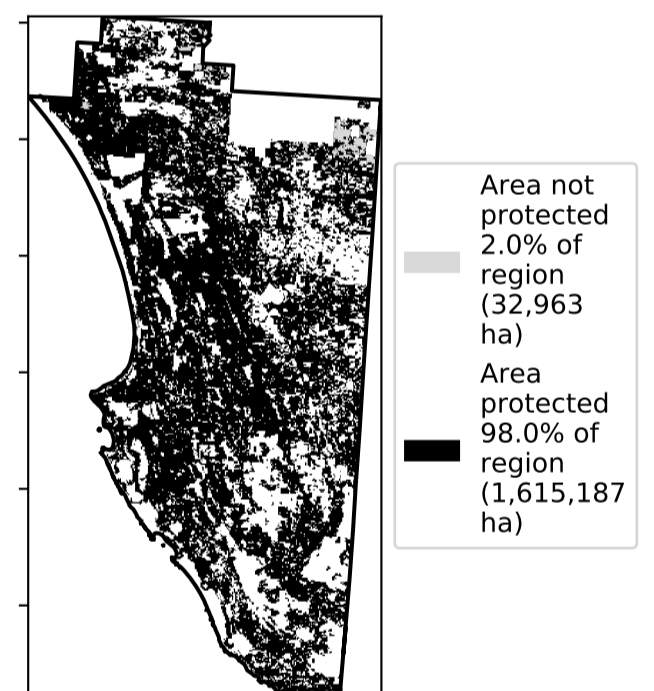 Area not
protected
2.0% of
region
(32,963
ha)
Area
protected
98.0% of
region
(1,615,187
ha)